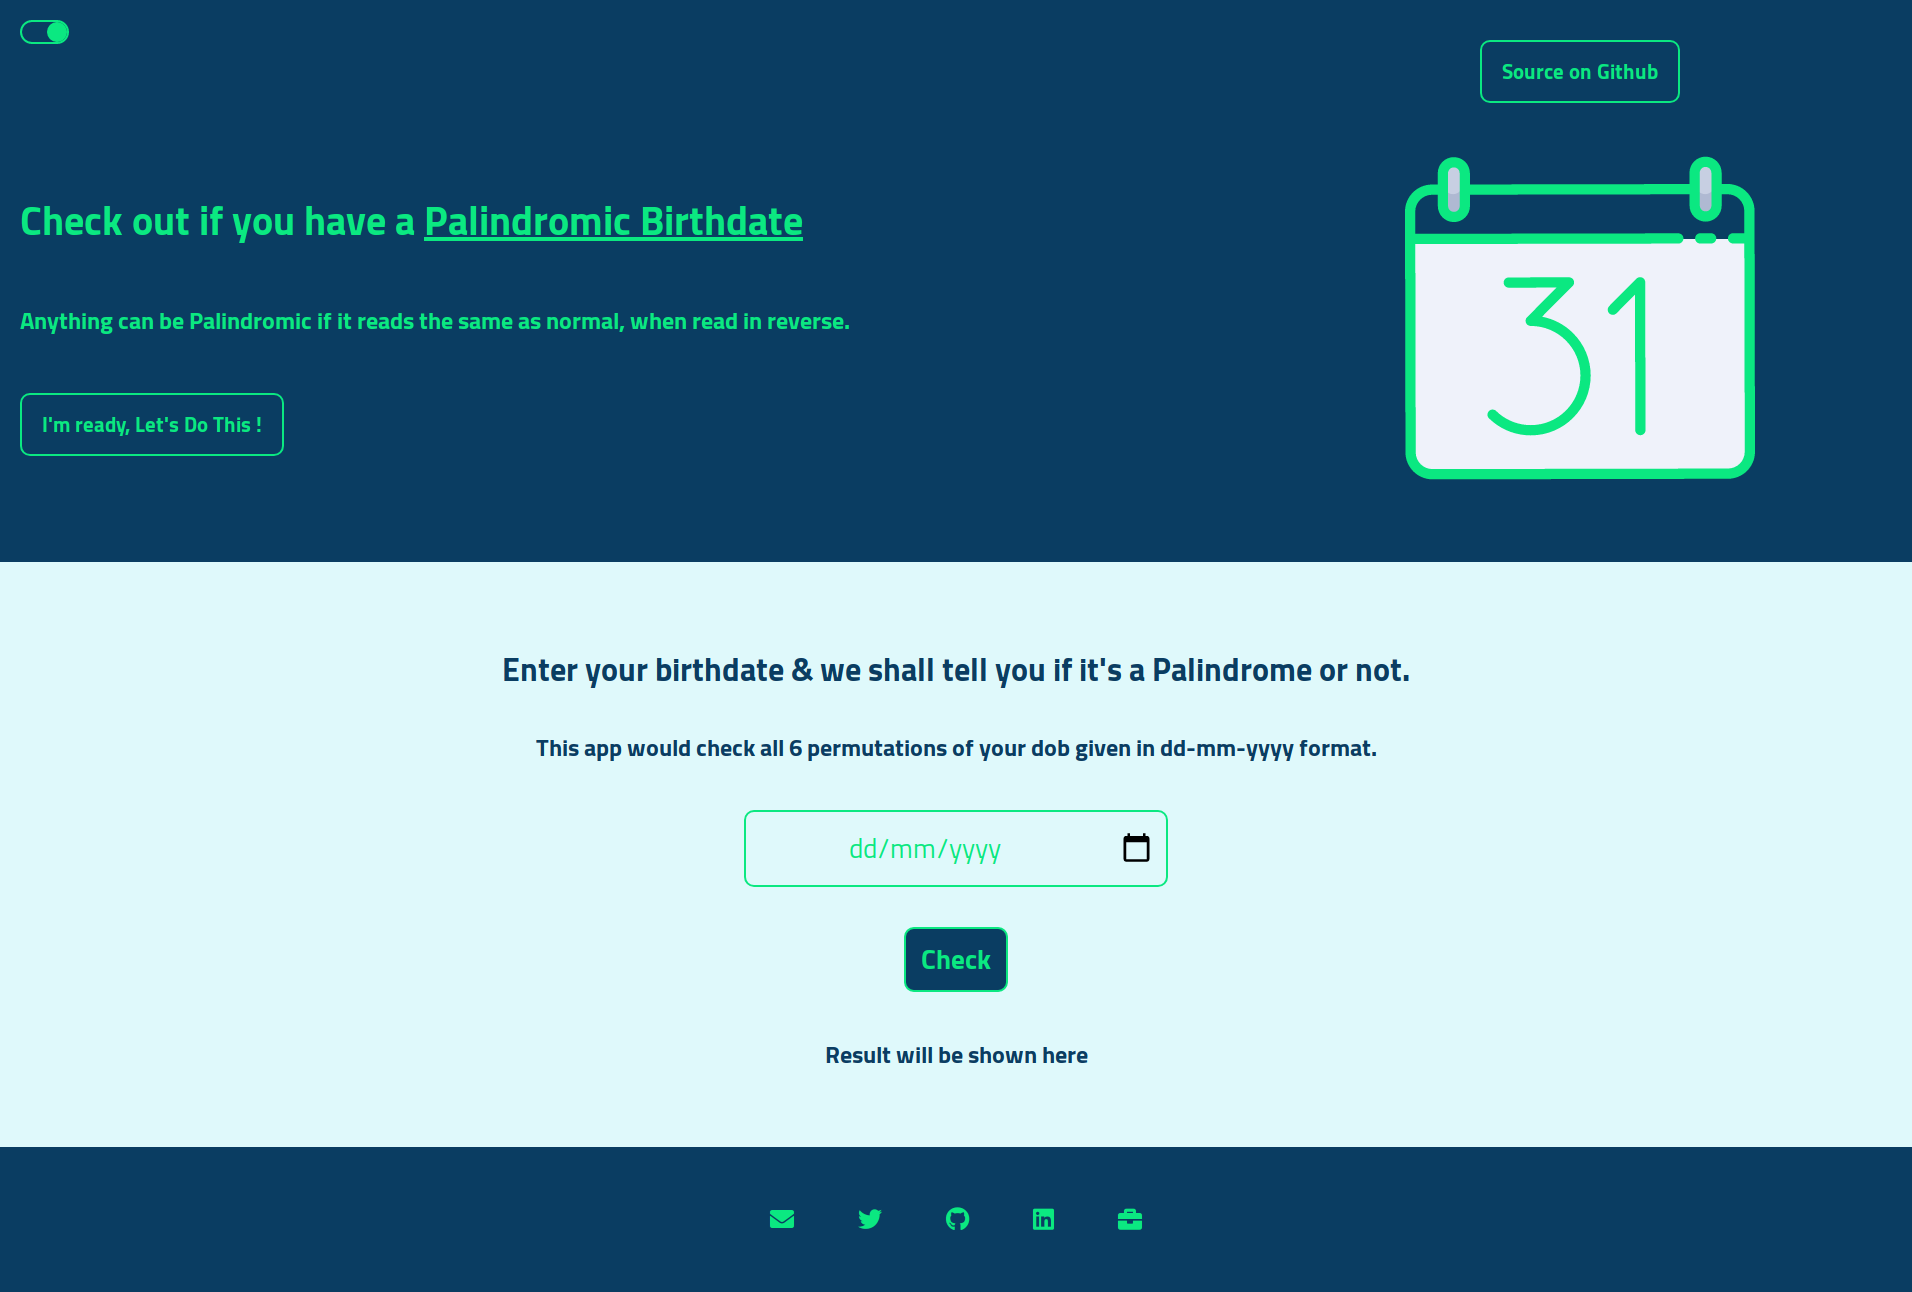 Source on Github
Check out if you have a Palindromic Birthdate
Anything can be Palindromic if it reads the same as normal, when read in reverse.
I'm ready, Let's Do This !
31
Enter your birthdate & we shall tell you if it's a Palindrome or not.
This app would check all 6 permutations of your dob given in dd-mm-yyyy format.
dd/mm/yyyy
Check
Result will be shown here